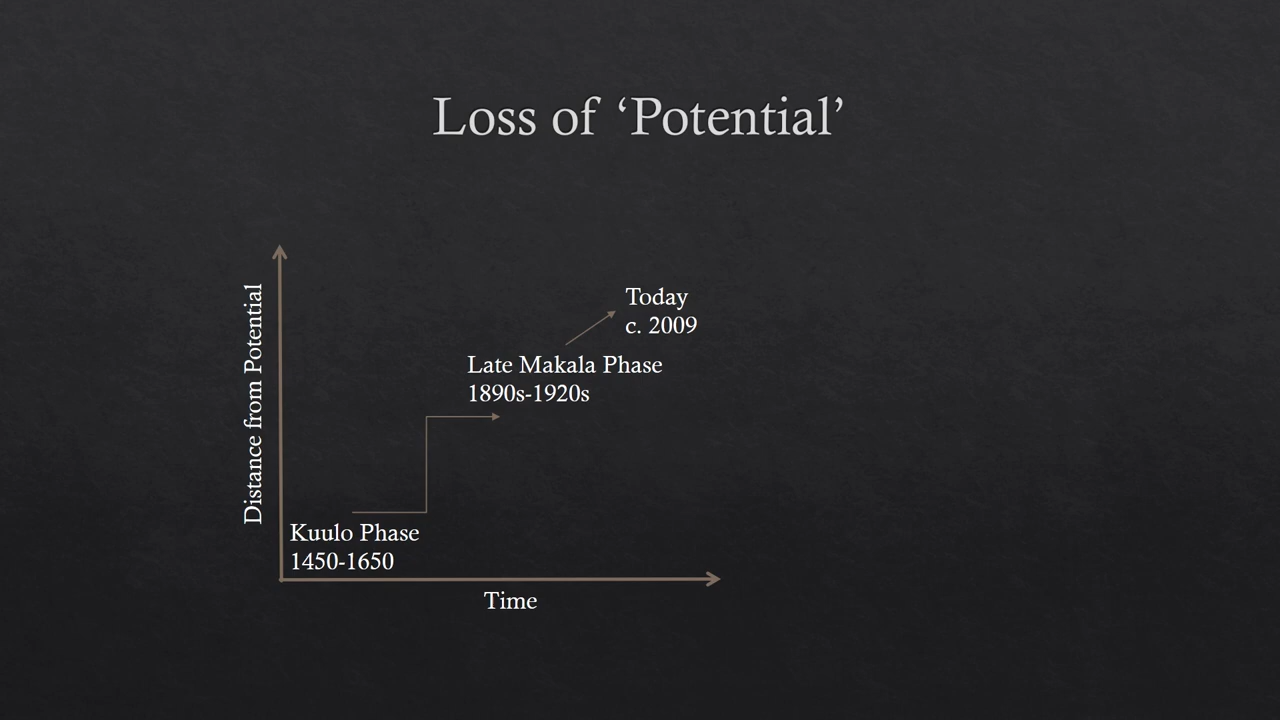 Loss of ‘Potential’
Distance from Potential
Today
c. 2009
Late Makala Phase
1890s-1920s
Kuulo Phase
1450-1650
Time